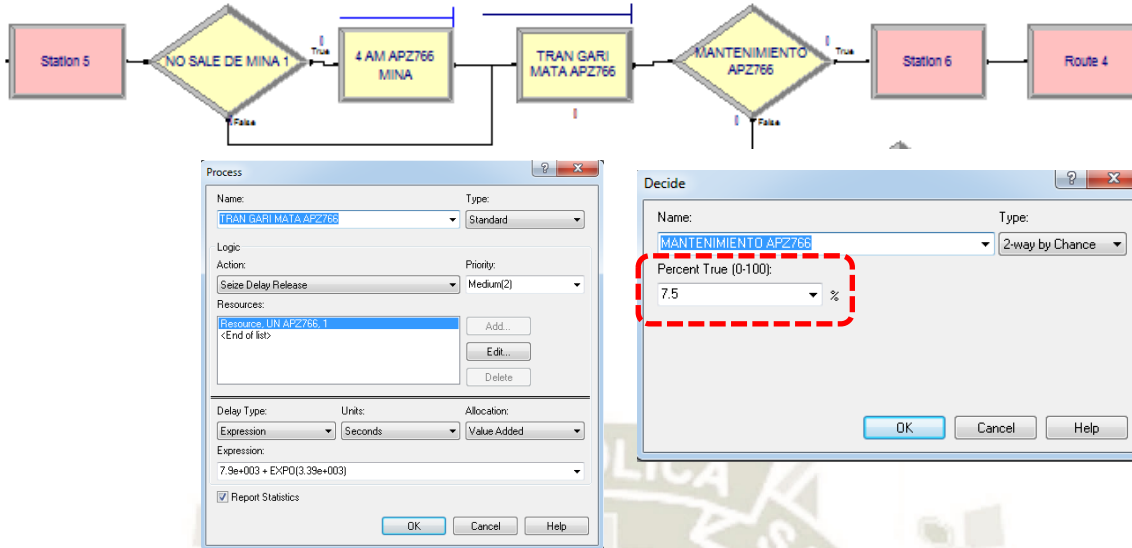 Station 5
NO SALE DE MINA 1
True
False
4 AM APZ766
MINA
TRAN GARI
MATA APZ766
MANTENIMIENTO
APZ766
True
False
Station 6
Route 4
Process
Name:
Type:
TRAN GARI MATA APZ766
Standard
Logic
Action:
Priority:
Seize Delay Release
Medium(2)
Resources:
Resource, UN APZ766, 1
<End of list>
Add...
Edit...
Delete
Delay Type:
Units:
Allocation:
Expression
Seconds
Value Added
Expression:
7.9e+003 + EXPO(3.39e+003)
Report Statistics
OK
Cancel
Help
Decide
Name:
Type:
MANTENIMIENTO APZ766
2-way by Chance
Percent True (0-100):
7.5
%
OK
Cancel
Help